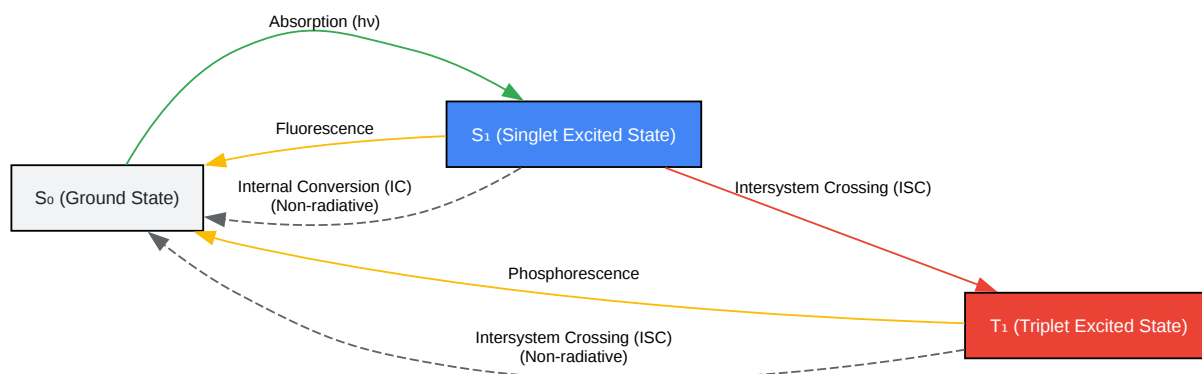 Absorption (hν)
S₁ (Singlet Excited State)
Fluorescence
Internal Conversion (IC)
(Non-radiative)
Intersystem Crossing (ISC)
S₀ (Ground State)
Phosphorescence
T₁ (Triplet Excited State)
Intersystem Crossing (ISC)
(Non-radiative)